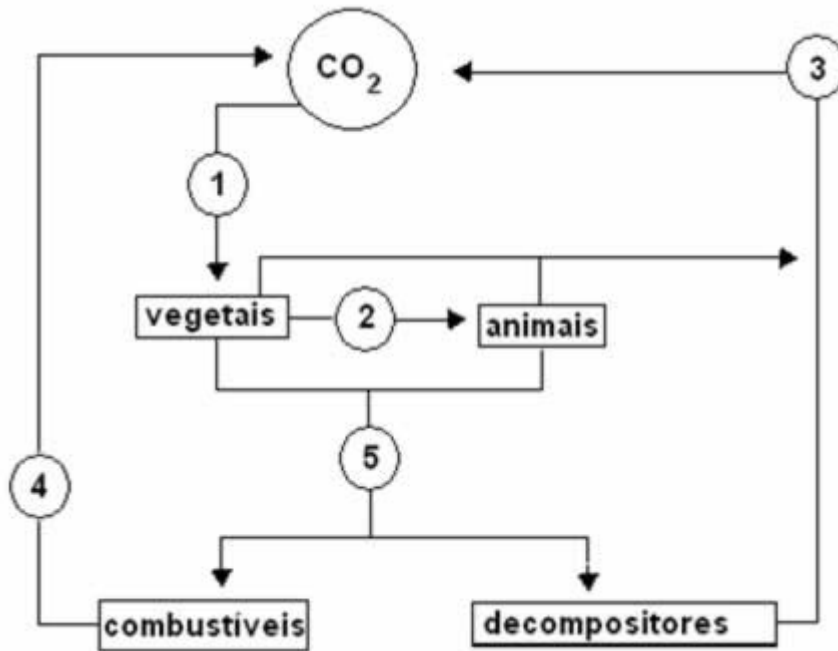 CO2
3
1
vegetais
2
animais
5
4
combustíveis
decompositores